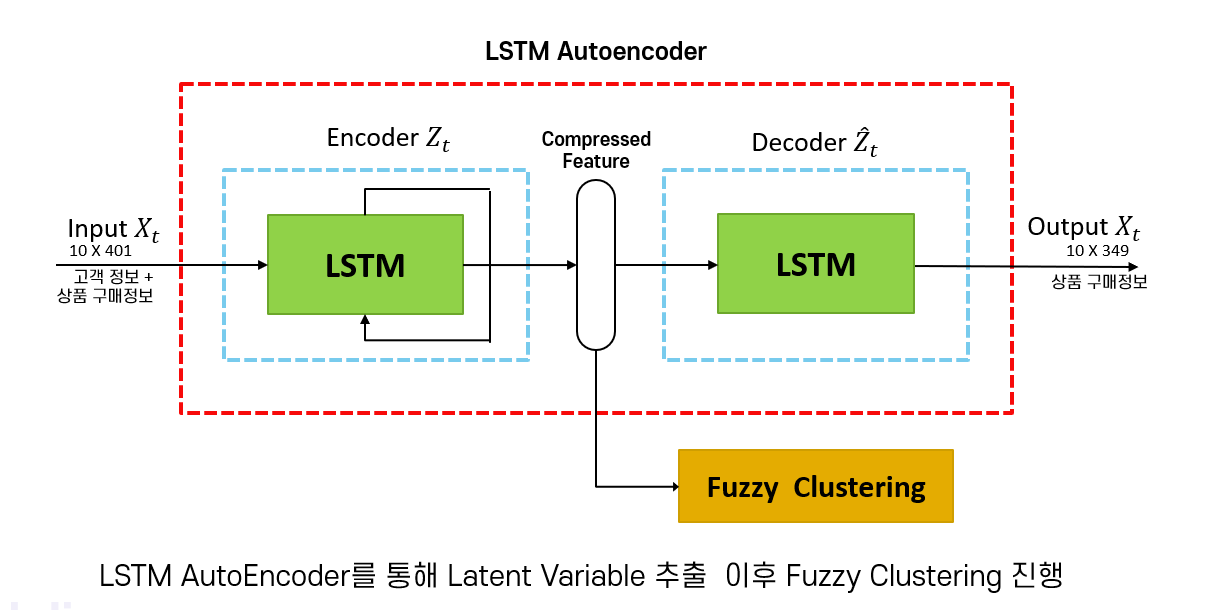 LSTM Autoencoder
Encoder Z_t
Compressed
Feature
Decoder Ẑ_t
Input X_t
10 X 401
고객 정보 +
상품 구매정보
LSTM
LSTM
Output X_t
10 X 349
상품 구매정보
Fuzzy Clustering
LSTM AutoEncoder를 통해 Latent Variable 추출 이후 Fuzzy Clustering 진행